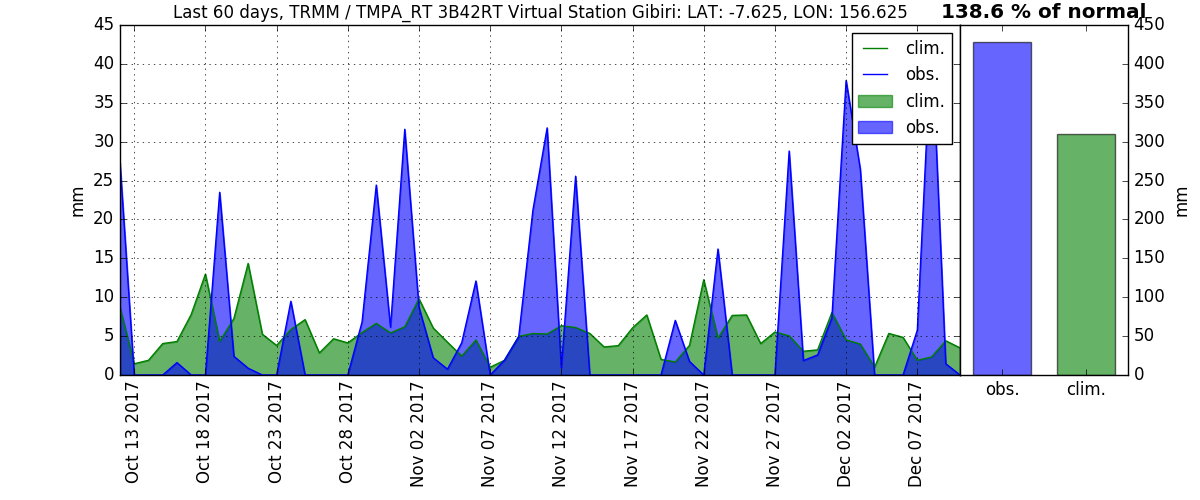 Last 60 days, TRMM / TMPA_RT 3B42RT Virtual Station Gibiri: LAT: -7.625, LON: 156.625
138.6 % of normal
45
40
35
30
25
20
15
10
5
0
mm
clim.
obs.
clim.
obs.
Oct 13 2017
Oct 18 2017
Oct 23 2017
Oct 28 2017
Nov 02 2017
Nov 07 2017
Nov 12 2017
Nov 17 2017
Nov 22 2017
Nov 27 2017
Dec 02 2017
Dec 07 2017
450
400
350
300
250
200
150
100
50
0
mm
obs.
clim.